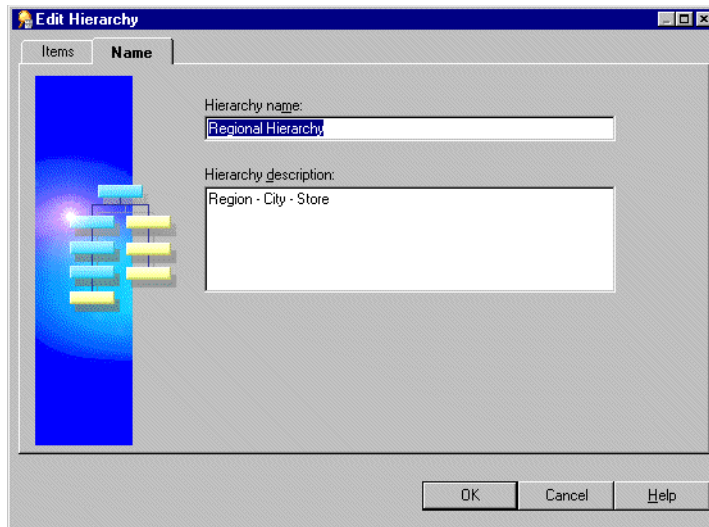 Edit Hierarchy
Items Name
Hierarchy name:
Regional Hierarchy
Hierarchy description:
Region - City - Store
OK Cancel Help